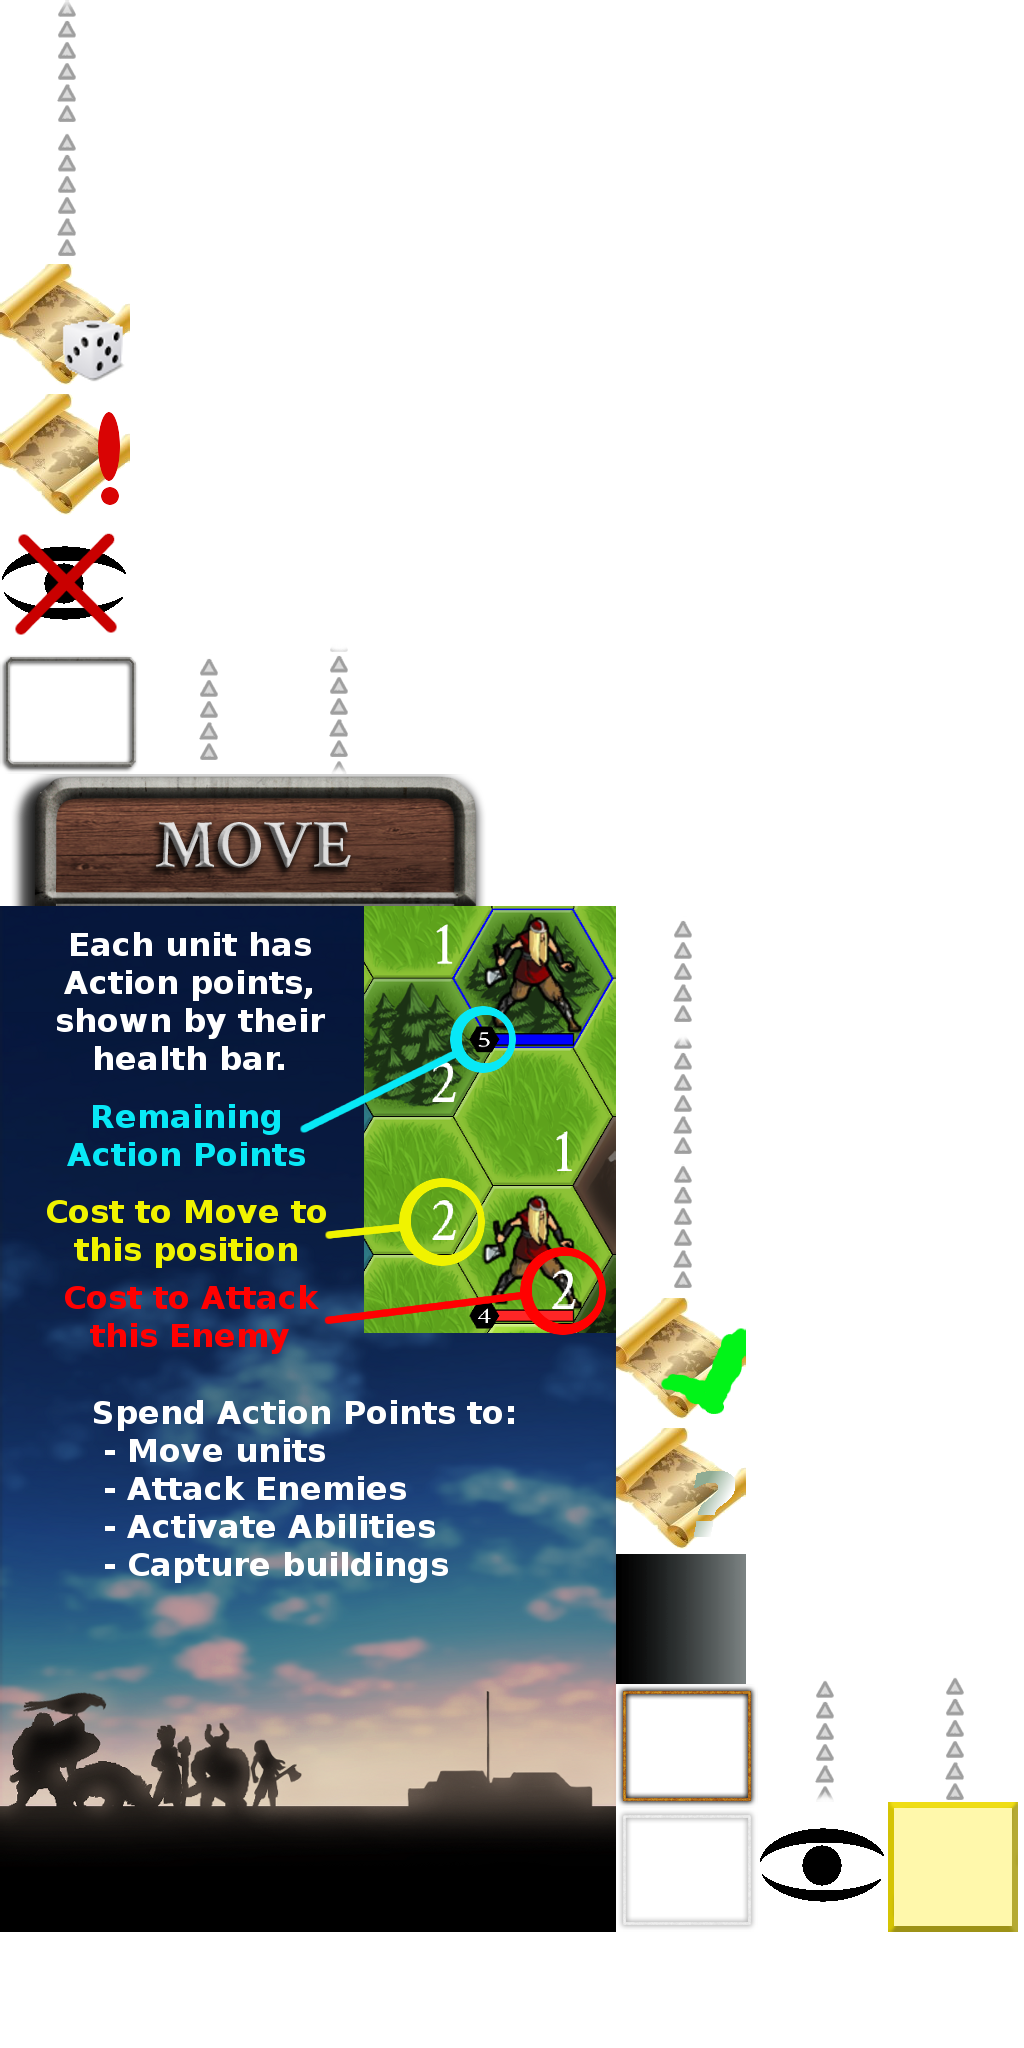 MOVE
Each unit has
Action points,
shown by their
health bar.
Remaining
Action Points
Cost to Move to
this position
Cost to Attack
this Enemy
1
5
2
1
2
2
4
Spend Action Points to:
- Move units
- Attack Enemies
- Activate Abilities
- Capture buildings
?